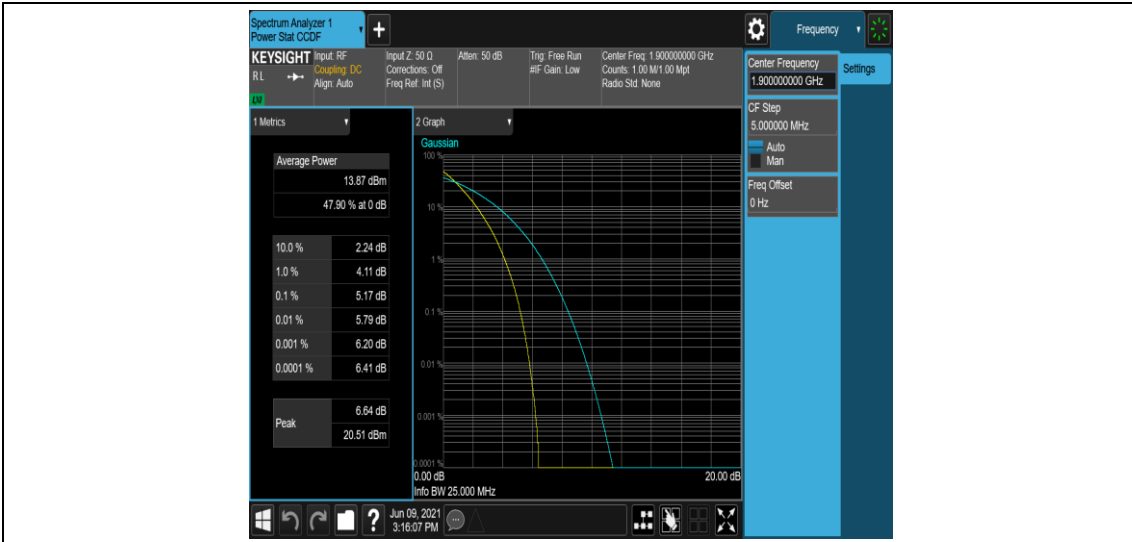 Spectrum Analyzer 1
Power Stat CCDF
+
Frequency
KEYSIGHT
RL
LXI
Input: RF
Coupling: DC
Align: Auto
Input Z: 50 Ω
Corrections: Off
Freq Ref: Int (S)
Atten: 50 dB
Trig: Free Run
#IF Gain: Low
Center Freq: 1.900000000 GHz
Counts: 1.00 M/1.00 Mpt
Radio Std: None
Center Frequency
1.900000000 GHz
Settings
CF Step
5.000000 MHz
Auto
Man
Freq Offset
0 Hz
1 Metrics
Average Power
13.87 dBm
47.90 % at 0 dB
10.0 % 2.24 dB
1.0 % 4.11 dB
0.1 % 5.17 dB
0.01 % 5.79 dB
0.001 % 6.20 dB
0.0001 % 6.41 dB
Peak
6.64 dB
20.51 dBm
2 Graph
Gaussian
100 %
10 %
1 %
0.1 %
0.01 %
0.001 %
0.0001 %
0.00 dB 20.00 dB
Info BW 25.000 MHz
?
Jun 09, 2021
3:16:07 PM